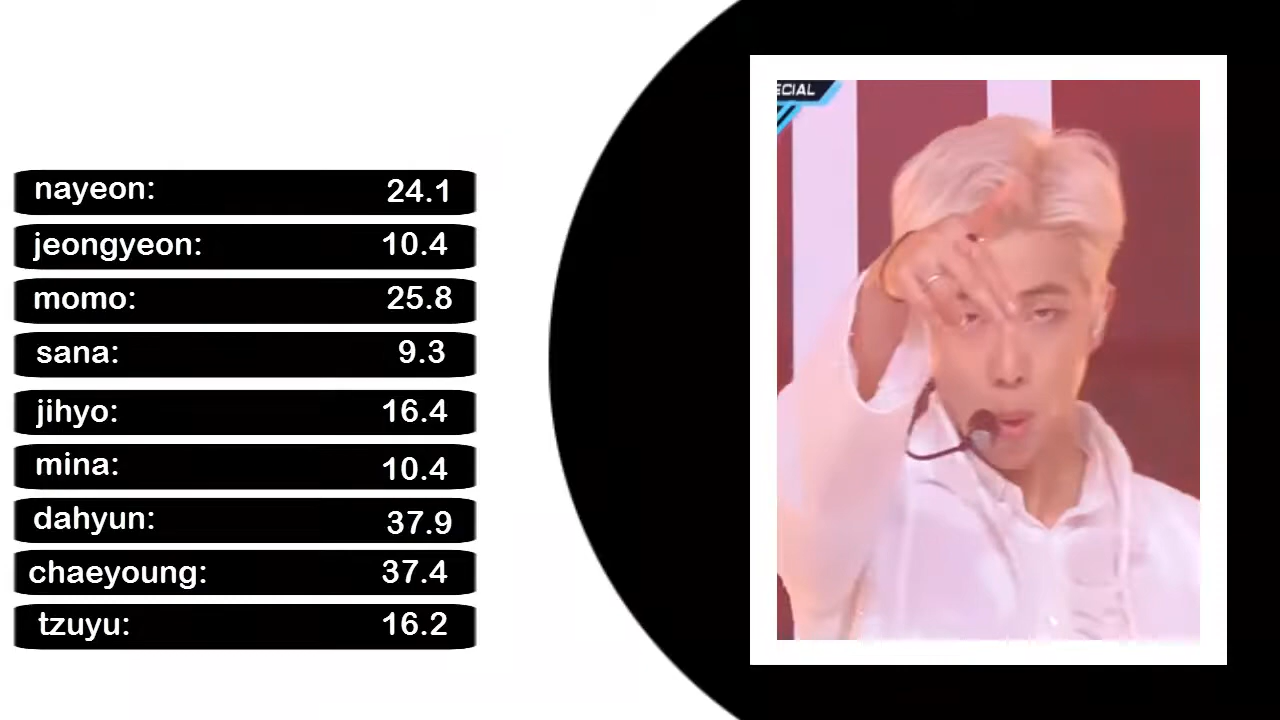 nayeon: 24.1
jeongyeon: 10.4
momo: 25.8
sana: 9.3
jihyo: 16.4
mina: 10.4
dahyun: 37.9
chaeyoung: 37.4
tzuyu: 16.2
ECIAL